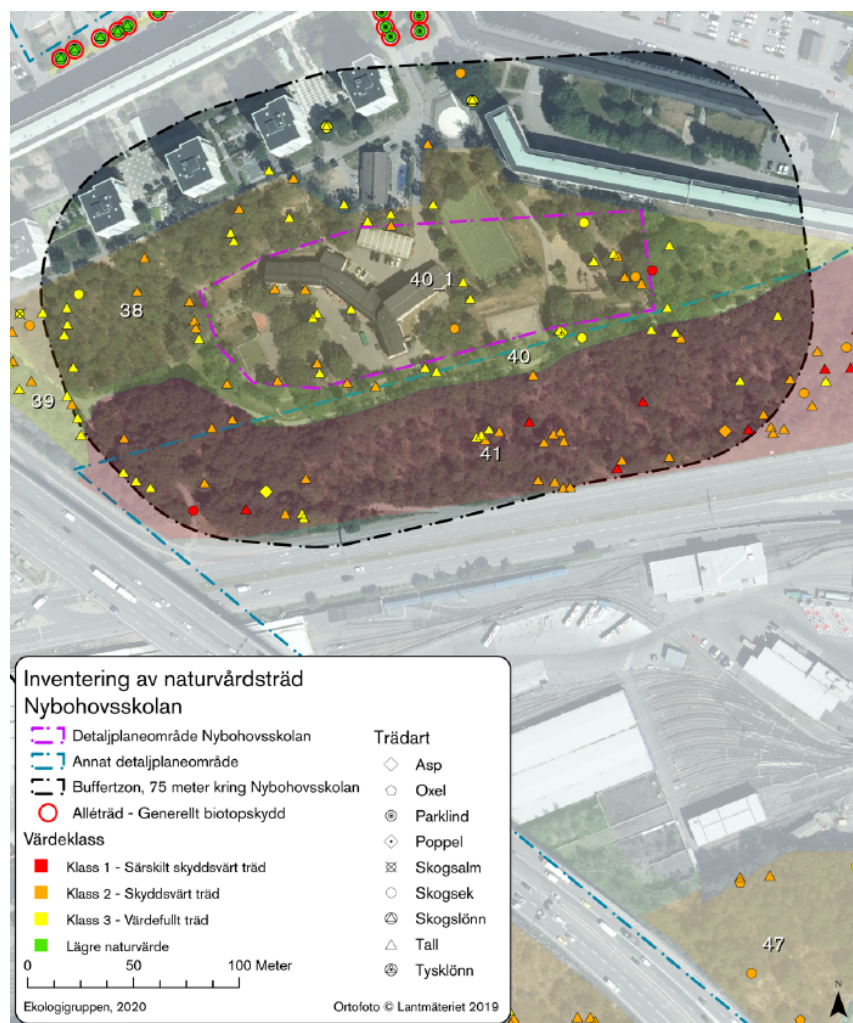 38
40_1
39
40
41
47
N
Inventering av naturvårdsträd
Nybohovsskolan
Detaljplaneområde Nybohovsskolan
Annat detaljplaneområde
Buffertzon, 75 meter kring Nybohovsskolan
Alléträd - Generellt biotopskydd
Värdeklass
Klass 1 - Särskilt skyddsvärt träd
Klass 2 - Skyddsvärt träd
Klass 3 - Värdefullt träd
Lägre naturvärde
0 50 100 Meter
Trädart
Asp
Oxel
Parklind
Poppel
Skogsalm
Skogsek
Skogslönn
Tall
Tysklönn
Ekologigruppen, 2020 Ortofoto © Lantmäteriet 2019